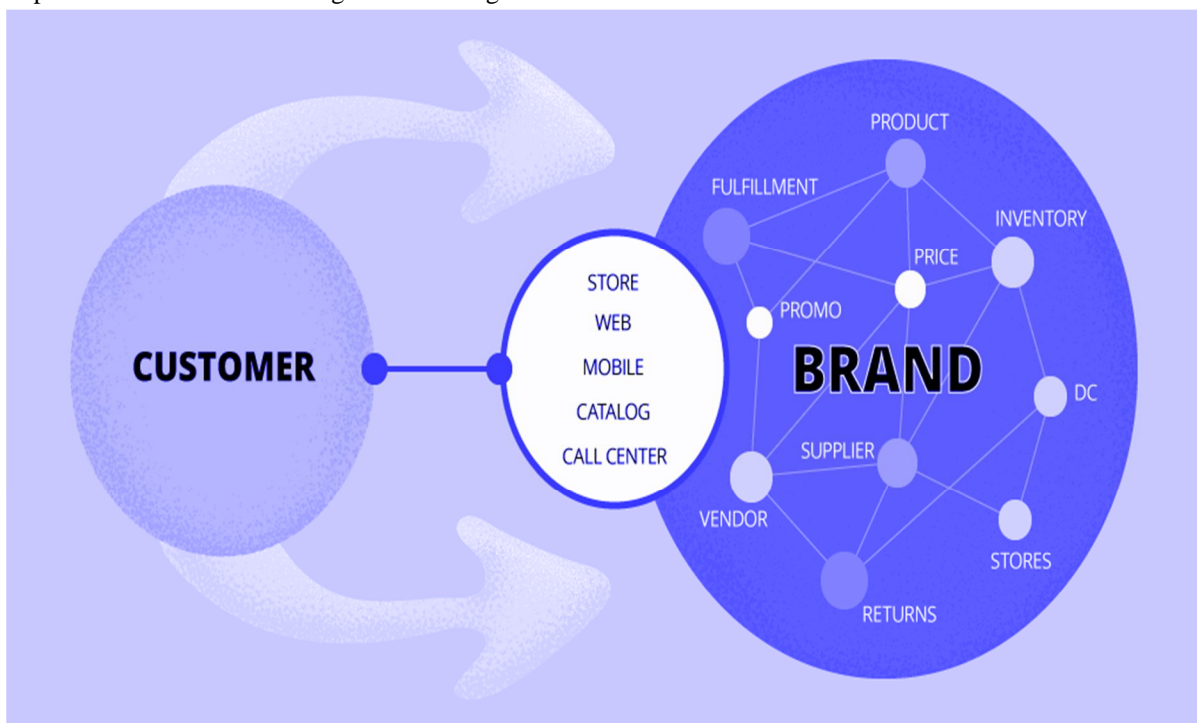 CUSTOMER
STORE
WEB
MOBILE
CATALOG
CALL CENTER
PRODUCT
FULFILLMENT
INVENTORY
PRICE
PROMO
BRAND
DC
SUPPLIER
VENDOR
STORES
RETURNS